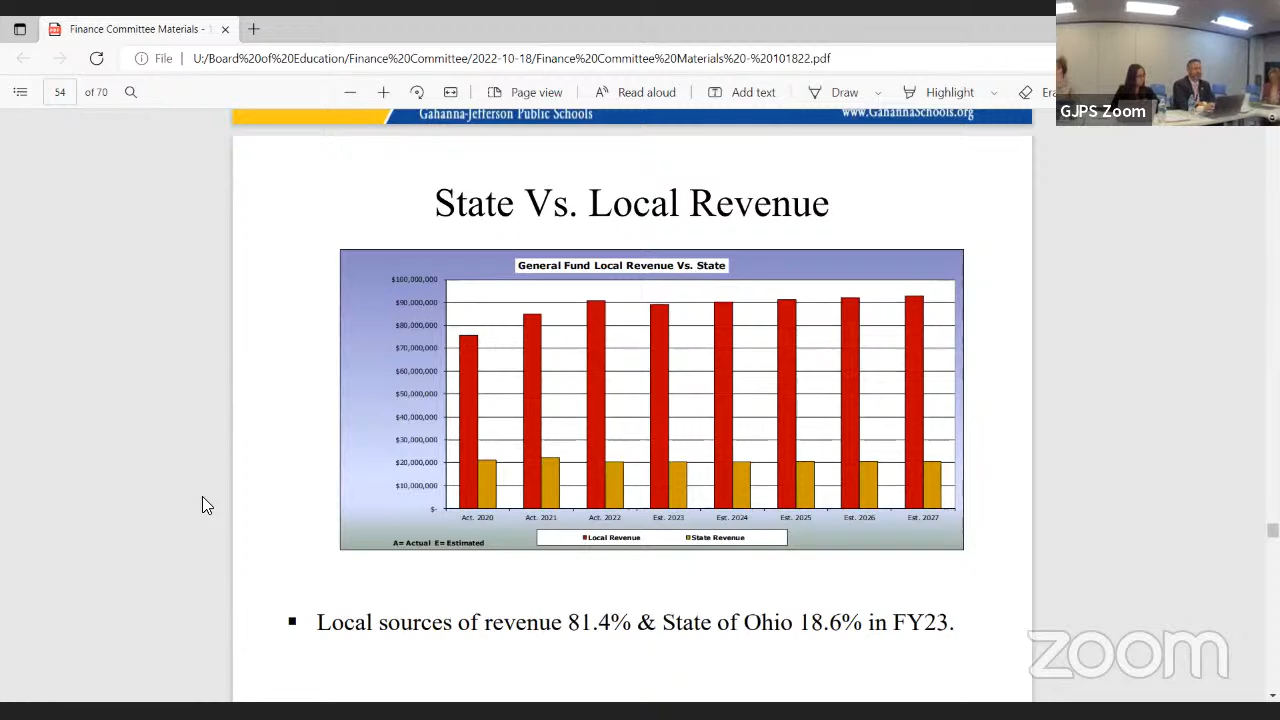 Finance Committee Materials - 1
File U:/Board%20of%20Education/Finance%20Committee/2022-10-18/Finance%20Committee%20Materials%20-%20101822.pdf
54 of 70 Page view Read aloud Add text Draw Highlight Era
GJPS Zoom
Gahanna-Jefferson Public Schools www.GahannaSchools.org
State Vs. Local Revenue
General Fund Local Revenue Vs. State
$100,000,000
$90,000,000
$80,000,000
$70,000,000
$60,000,000
$50,000,000
$40,000,000
$30,000,000
$20,000,000
$10,000,000
$-
Act. 2020 Act. 2021 Act. 2022 Est. 2023 Est. 2024 Est. 2025 Est. 2026 Est. 2027
Local Revenue State Revenue
A= Actual E= Estimated
▪ Local sources of revenue 81.4% & State of Ohio 18.6% in FY23.
zoom